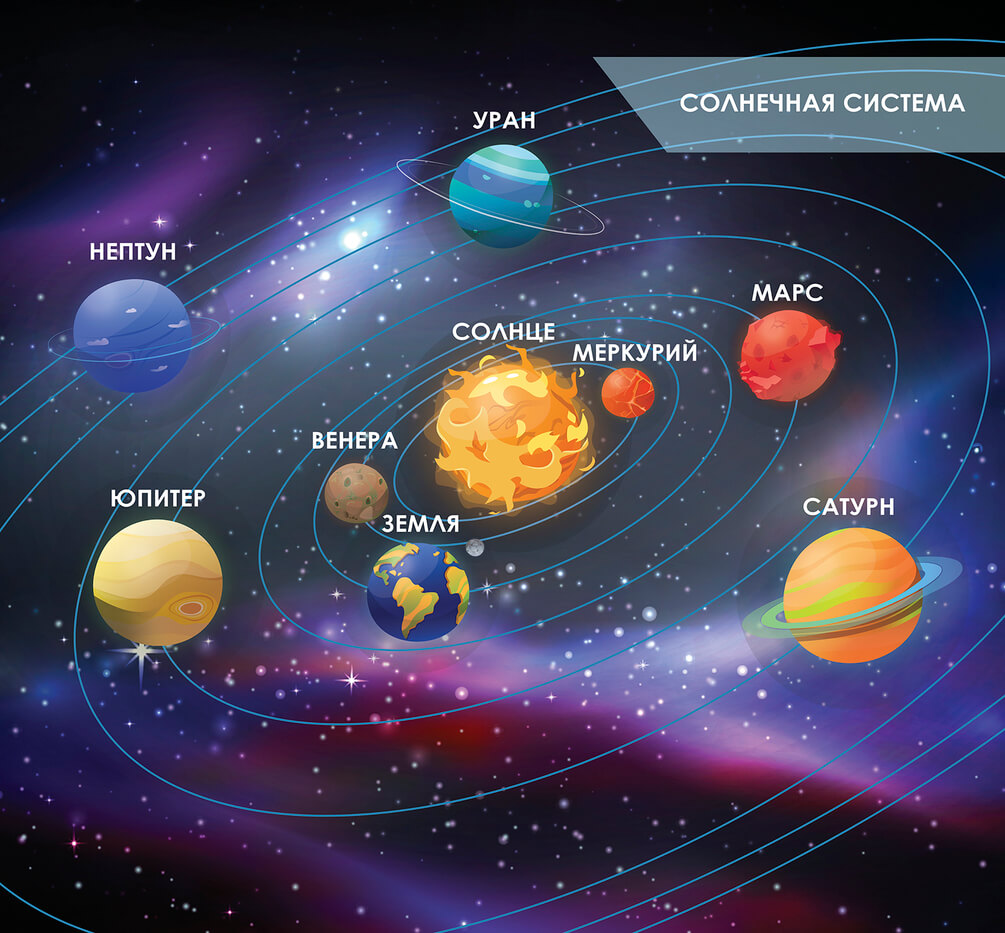 СОЛНЕЧНАЯ СИСТЕМА
УРАН
НЕПТУН
МАРС
СОЛНЦЕ
МЕРКУРИЙ
ВЕНЕРА
ЮПИТЕР
САТУРН
ЗЕМЛЯ